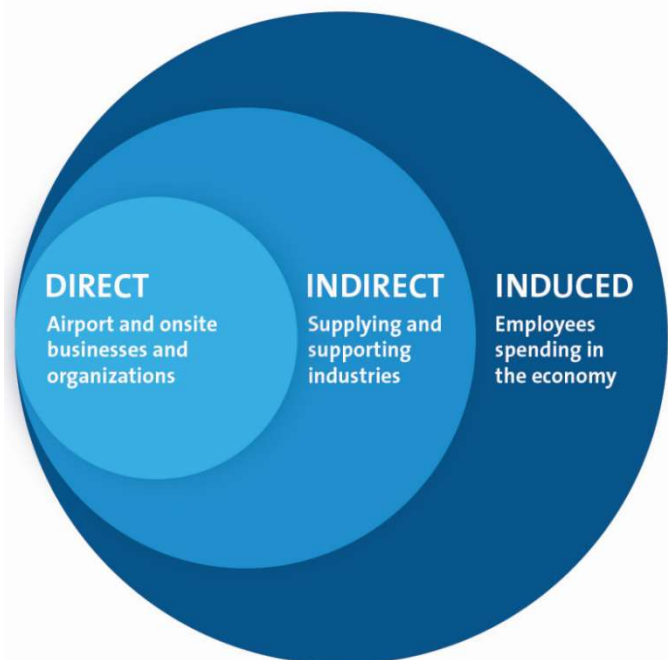 DIRECT
Airport and onsite
businesses and
organizations
INDIRECT
Supplying and
supporting
industries
INDUCED
Employees
spending in
the economy